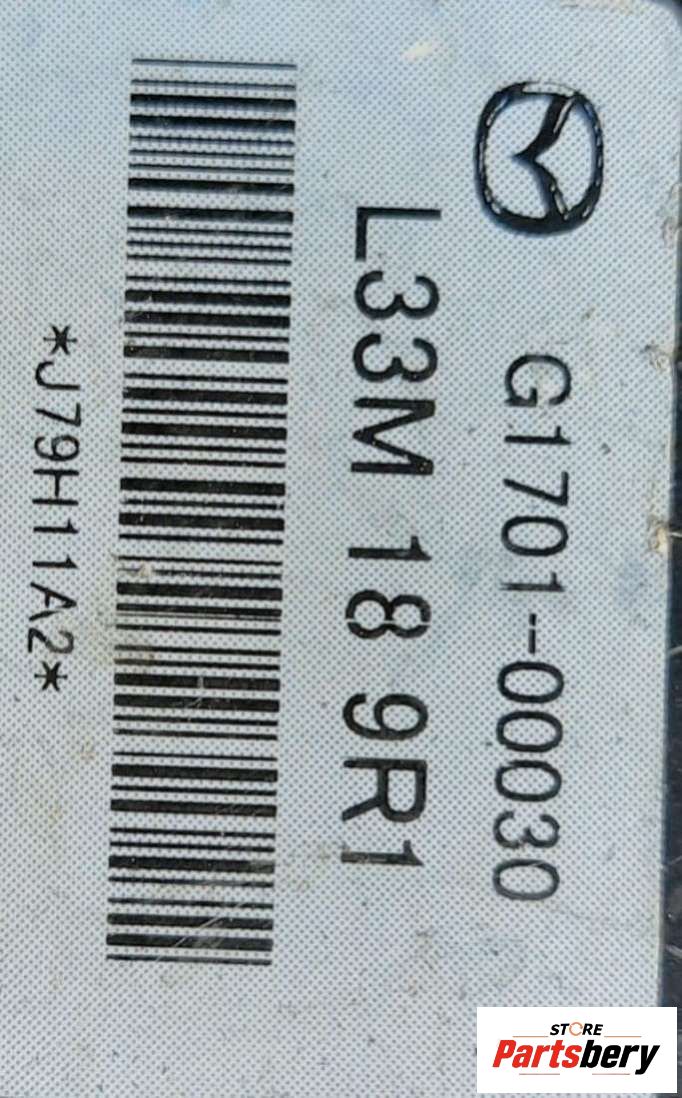 G1701--00030
L33M 18 9R1
*J79H11A2*
STORE
Partsbery